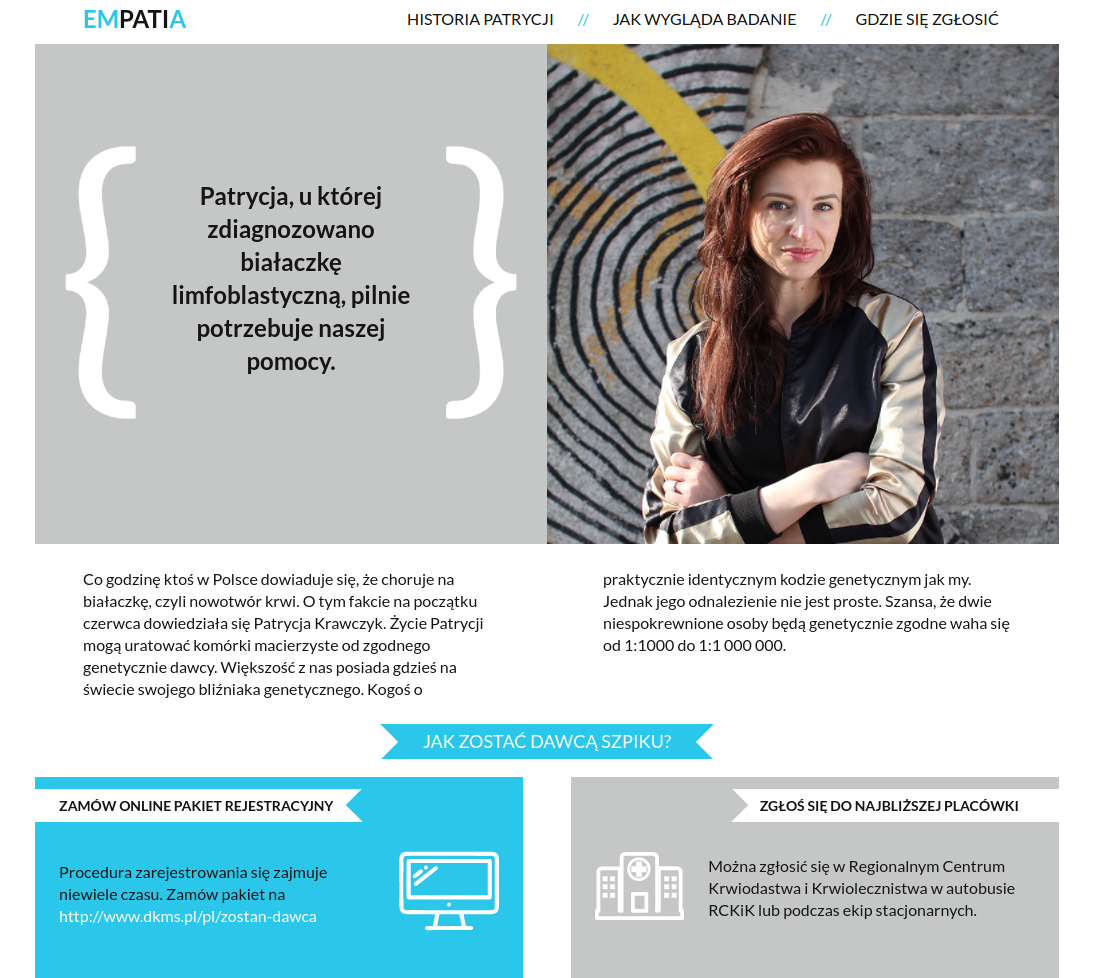 EMPATIA
HISTORIA PATRYCJI // JAK WYGLĄDA BADANIE // GDZIE SIĘ ZGŁOSIĆ
Patrycja, u której
zdiagnozowano
białaczkę
limfoblastyczną, pilnie
potrzebuje naszej
pomocy.
Co godzinę ktoś w Polsce dowiaduje się, że choruje na
białaczkę, czyli nowotwór krwi. O tym fakcie na początku
czerwca dowiedziała się Patrycja Krawczyk. Życie Patrycji
mogą uratować komórki macierzyste od zgodnego
genetycznie dawcy. Większość z nas posiada gdzieś na
świecie swojego bliźniaka genetycznego. Kogoś o
praktycznie identycznym kodzie genetycznym jak my.
Jednak jego odnalezienie nie jest proste. Szansa, że dwie
niespokrewnione osoby będą genetycznie zgodne waha się
od 1:1000 do 1:1 000 000.
JAK ZOSTAĆ DAWCĄ SZPIKU?
ZAMÓW ONLINE PAKIET REJESTRACYJNY
Procedura zarejestrowania się zajmuje
niewiele czasu. Zamów pakiet na
http://www.dkms.pl/pl/zostan-dawca
ZGŁOŚ SIĘ DO NAJBLIŻSZEJ PLACÓWKI
Można zgłosić się w Regionalnym Centrum
Krwiodastwa i Krwiolecznistwa w autobusie
RCKiK lub podczas ekip stacjonarnych.